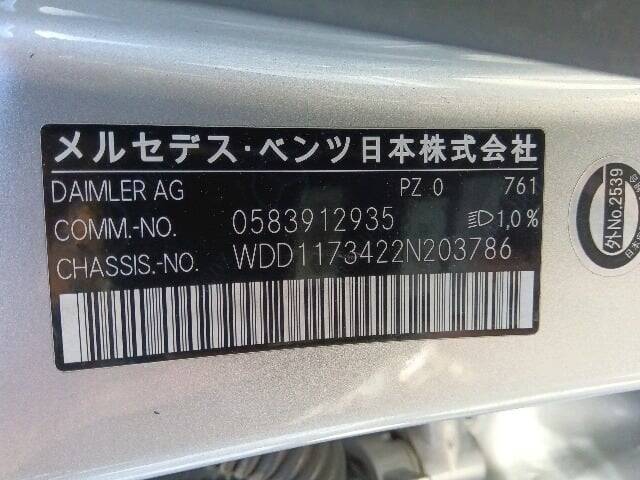 メルセデス・ベンツ日本株式会社
DAIMLER AG PZ 0 761
COMM.-NO. 0583912935 1,0%
CHASSIS.-NO. WDD1173422N203786
外No.2539